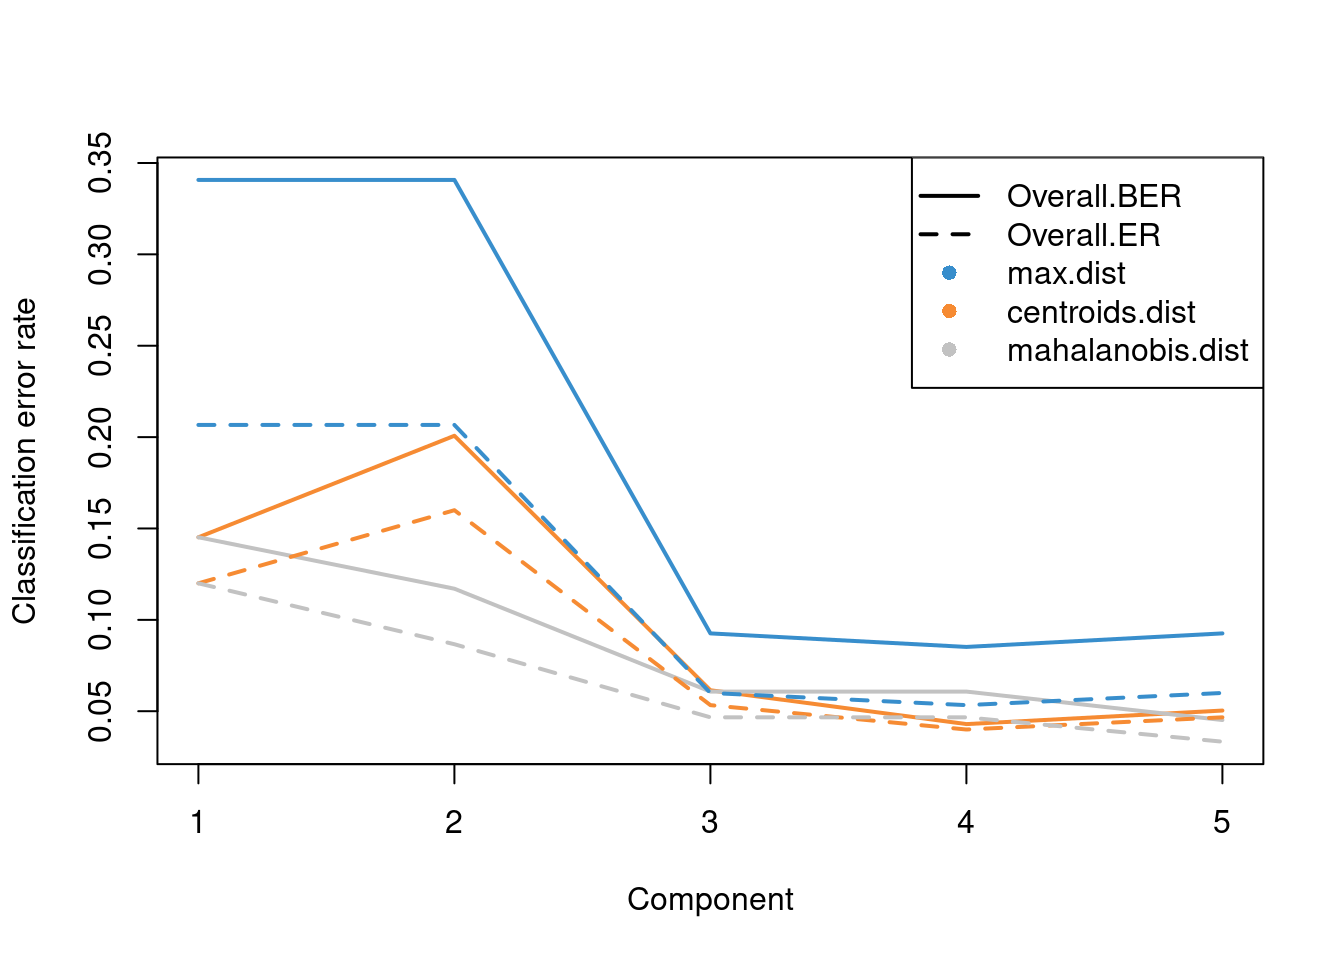 Classification error rate
0.35
0.30
0.25
0.20
0.15
0.10
0.05
Overall.BER
Overall.ER
max.dist
centroids.dist
mahalanobis.dist
1 2 3 4 5
Component